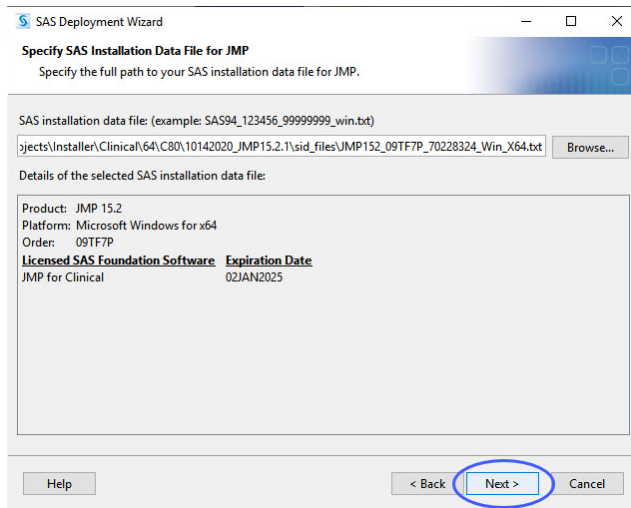 SAS Deployment Wizard
Specify SAS Installation Data File for JMP
Specify the full path to your SAS installation data file for JMP.
SAS installation data file: (example: SAS94_123456_99999999_win.txt)
ojects\Installer\Clinical\64\C80\10142020_JMP15.2.1\sid_files\JMP152_09TF7P_70228324_Win_X64.txt Browse...
Details of the selected SAS installation data file:
Product: JMP 15.2
Platform: Microsoft Windows for x64
Order: 09TF7P
Licensed SAS Foundation Software Expiration Date
JMP for Clinical 02JAN2025
Help < Back Next > Cancel